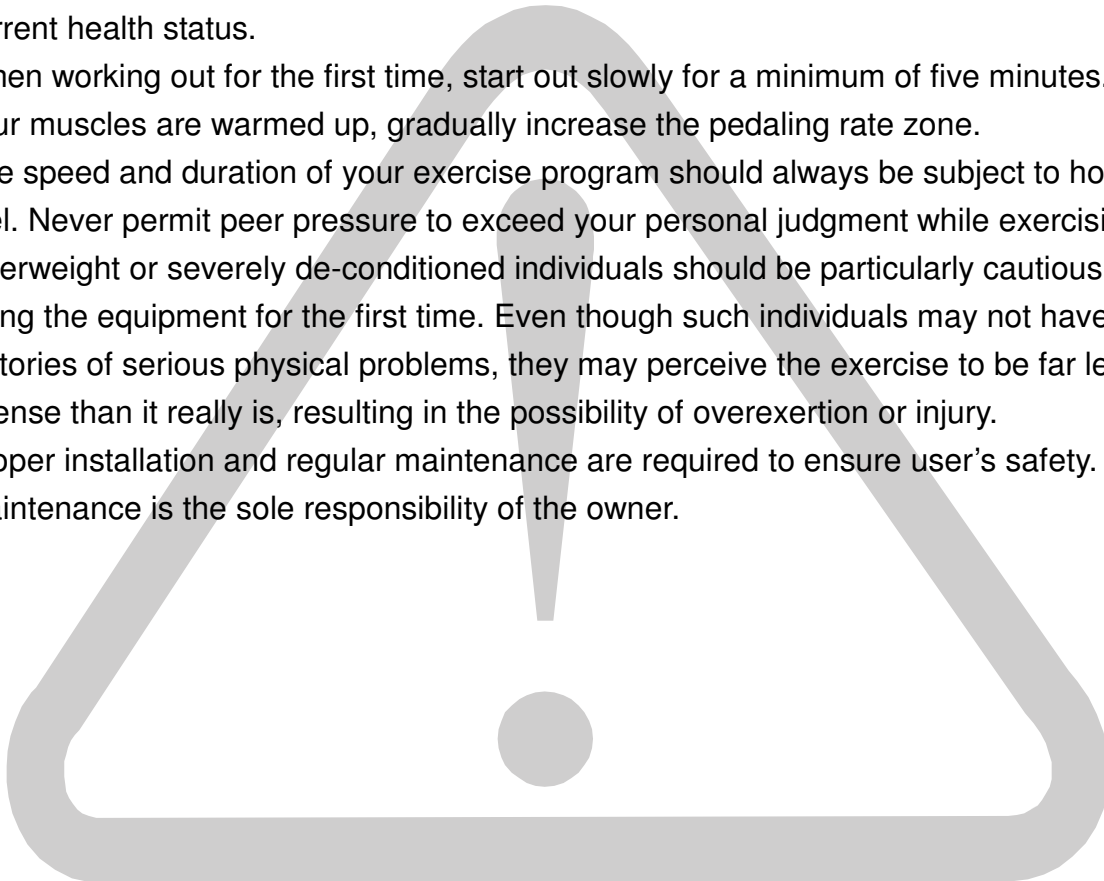 rrent health status.
hen working out for the first time, start out slowly for a minimum of five minutes.
ur muscles are warmed up, gradually increase the pedaling rate zone.
e speed and duration of your exercise program should always be subject to ho
el. Never permit peer pressure to exceed your personal judgment while exercisi
erweight or severely de-conditioned individuals should be particularly cautious
ing the equipment for the first time. Even though such individuals may not have
tories of serious physical problems, they may perceive the exercise to be far le
ense than it really is, resulting in the possibility of overexertion or injury.
oper installation and regular maintenance are required to ensure user's safety.
aintenance is the sole responsibility of the owner.